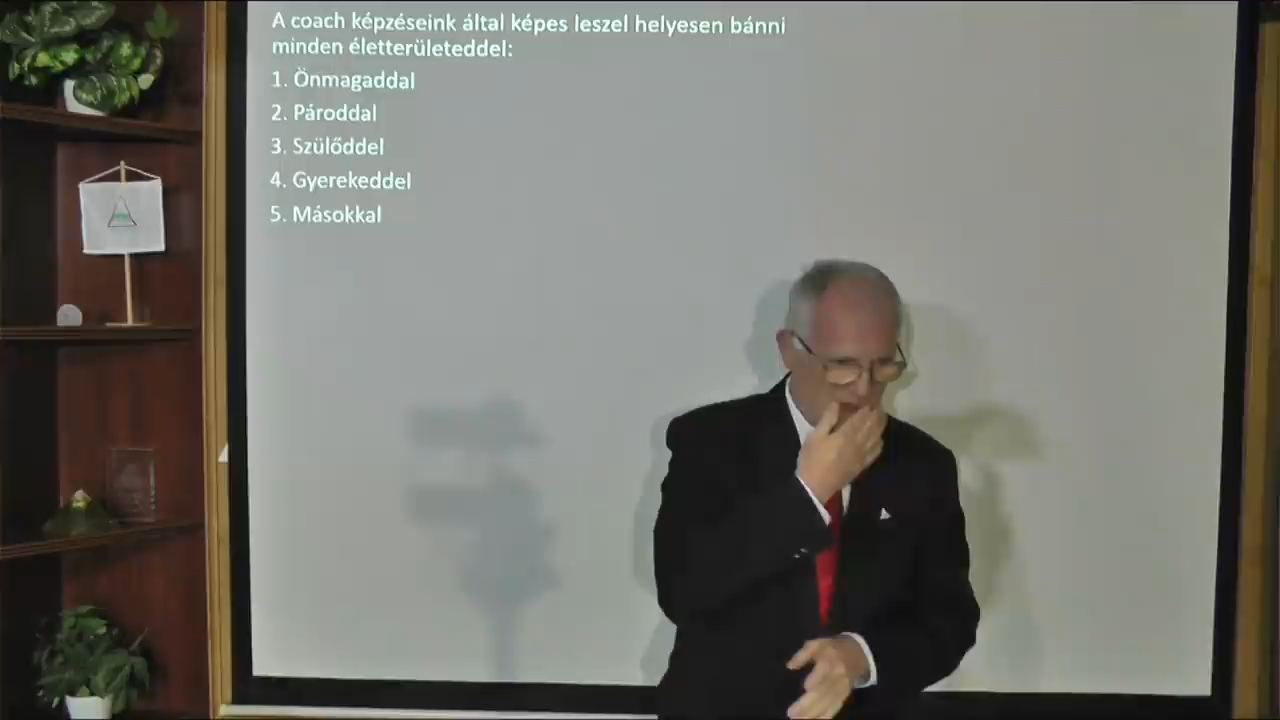 A coach képzéseink által képes leszel helyesen bánni
minden életterületeddel:
1. Önmagaddal
2. Pároddal
3. Szülőddel
4. Gyerekeddel
5. Másokkal